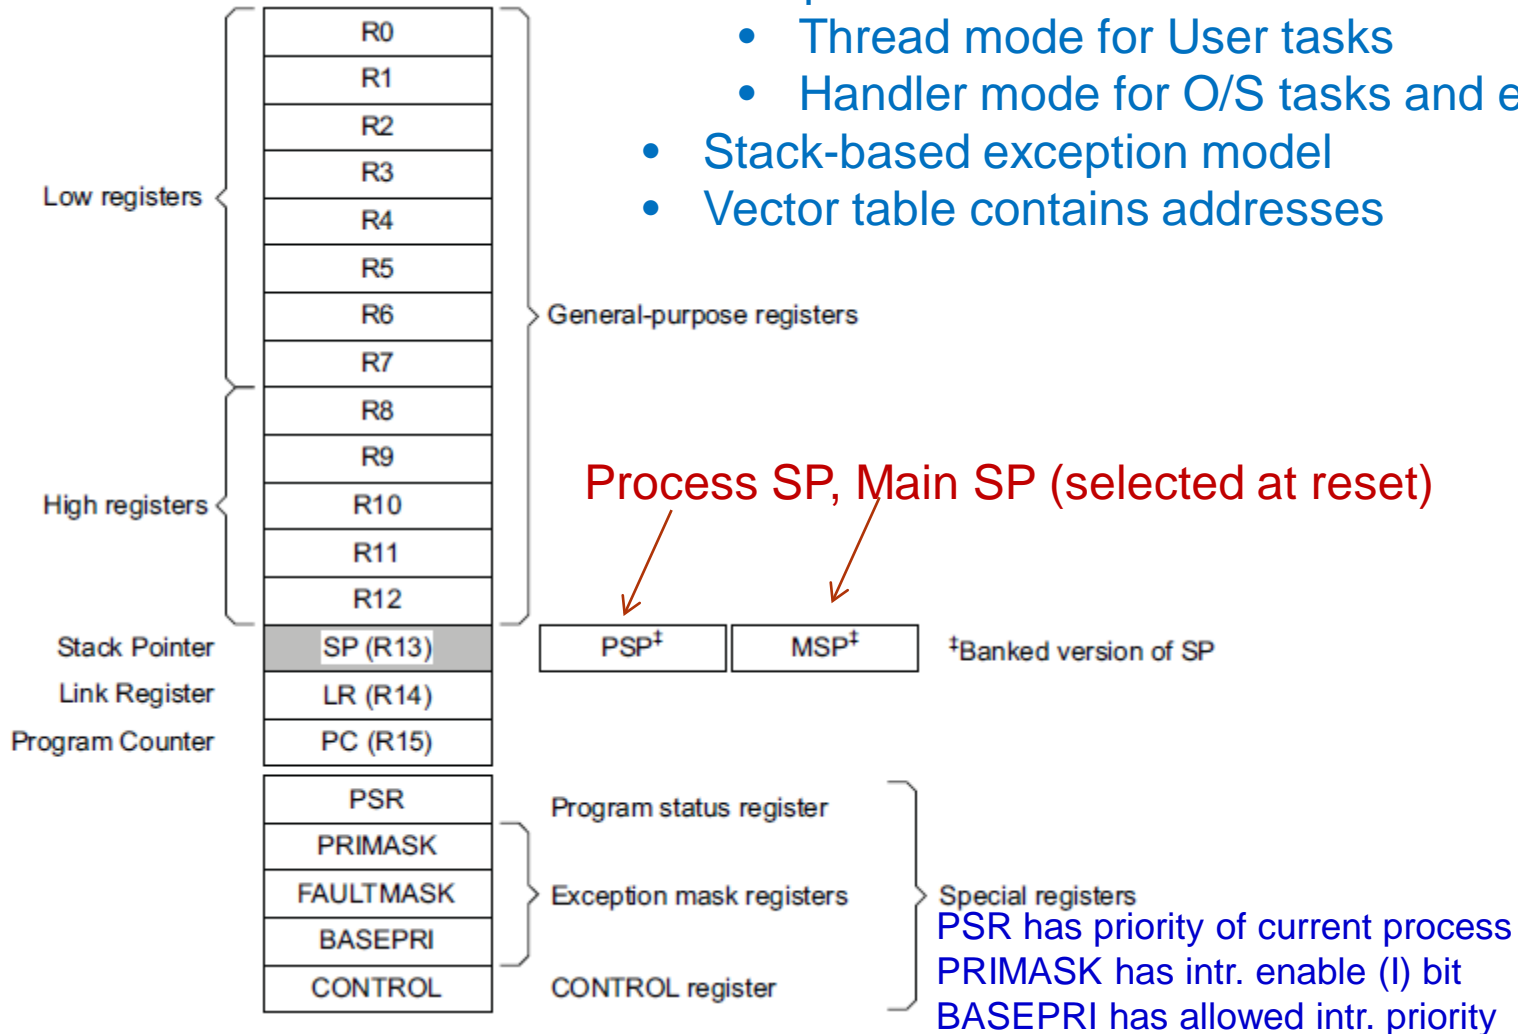 • Thread mode for User tasks
• Handler mode for O/S tasks and
• Stack-based exception model
• Vector table contains addresses
R0
R1
R2
R3
Low registers
R4
R5
R6
General-purpose registers
R7
R8
R9
Process SP, Main SP (selected at reset)
High registers
R10
R11
R12
Stack Pointer SP (R13) PSP‡ MSP‡ ‡Banked version of SP
Link Register LR (R14)
Program Counter PC (R15)
PSR Program status register
PRIMASK
FAULTMASK Exception mask registers Special registers
BASEPRI PSR has priority of current process
PRIMASK has intr. enable (I) bit
CONTROL CONTROL register
BASEPRI has allowed intr. priority